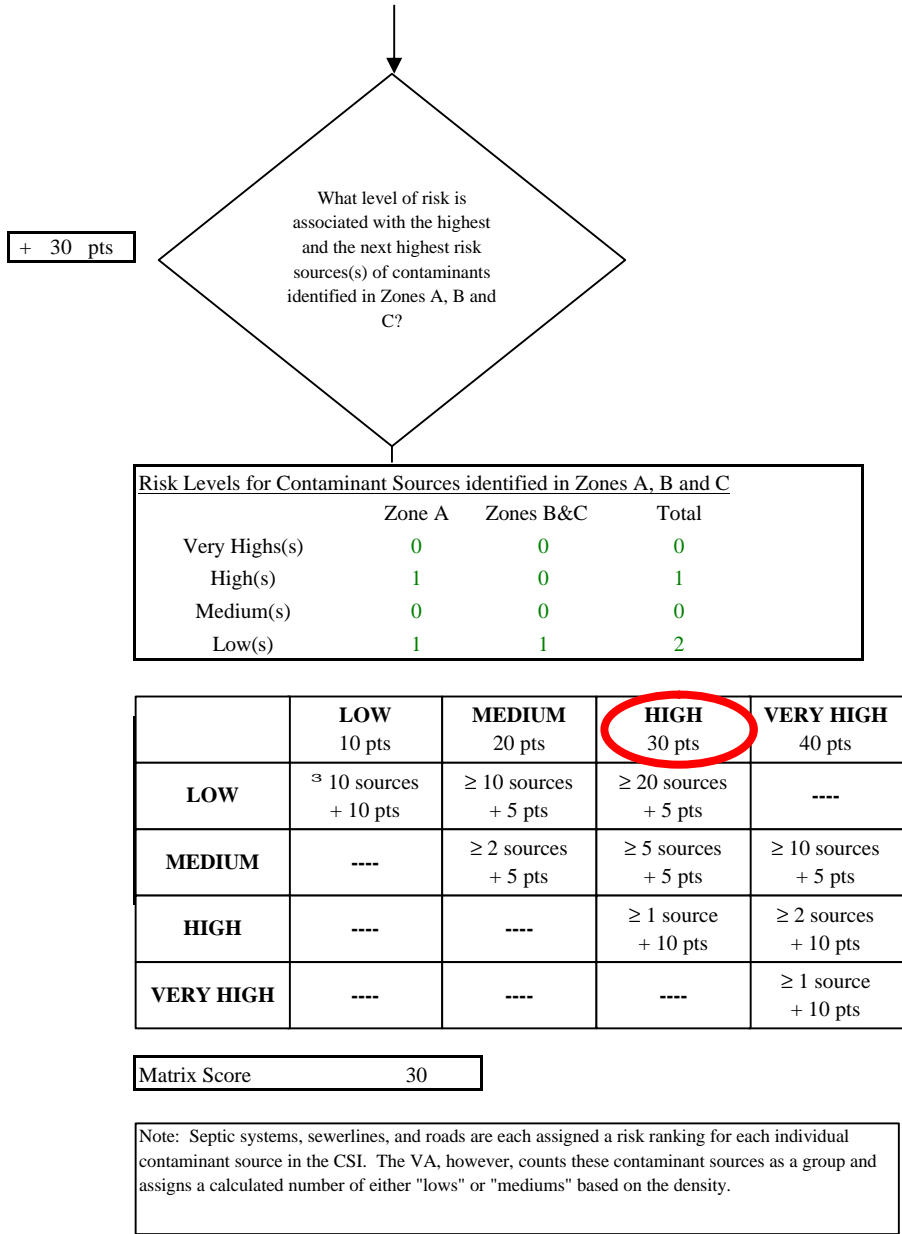 What level of risk is
associated with the highest
and the next highest risk
sources(s) of contaminants
identified in Zones A, B and
C?
+ 30 pts
Risk Levels for Contaminant Sources identified in Zones A, B and C
Zone A Zones B&C Total
Very Highs(s) 0 0 0
High(s) 1 0 1
Medium(s) 0 0 0
Low(s) 1 1 2
LOW MEDIUM HIGH VERY HIGH
10 pts 20 pts 30 pts 40 pts
LOW ³ 10 sources ≥ 10 sources ≥ 20 sources ----
+ 10 pts + 5 pts + 5 pts
MEDIUM ---- ≥ 2 sources ≥ 5 sources ≥ 10 sources
+ 5 pts + 5 pts + 5 pts
HIGH ---- ---- ≥ 1 source ≥ 2 sources
+ 10 pts + 10 pts
VERY HIGH ---- ---- ---- ≥ 1 source
+ 10 pts
Matrix Score 30
Note: Septic systems, sewerlines, and roads are each assigned a risk ranking for each individual
contaminant source in the CSI. The VA, however, counts these contaminant sources as a group and
assigns a calculated number of either "lows" or "mediums" based on the density.